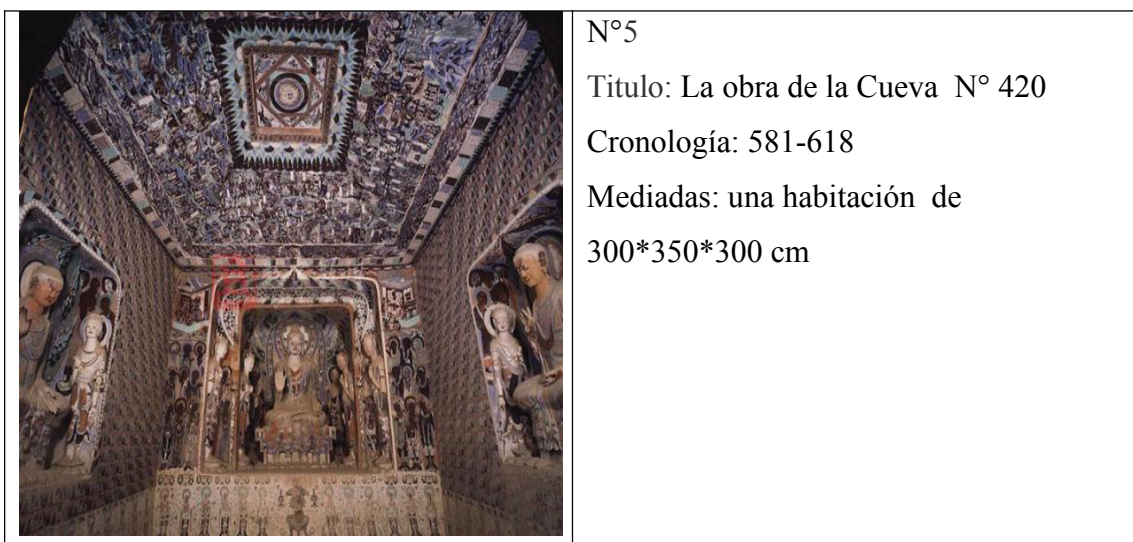 N°5
Titulo: La obra de la Cueva  N° 420
Cronología: 581-618
Mediadas: una habitación  de
300*350*300 cm